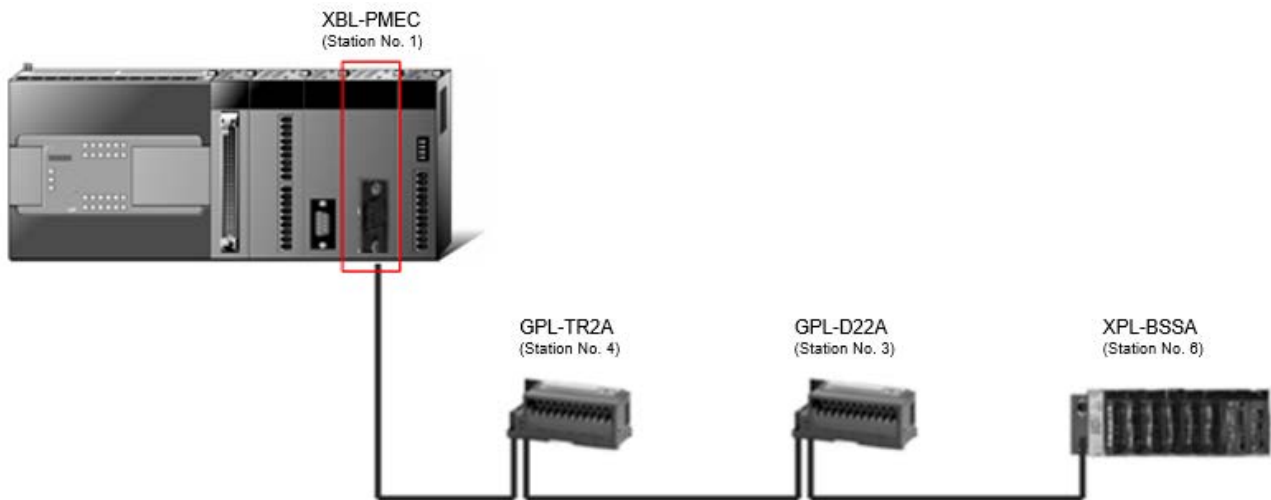 XBL-PMEC
(Station No. 1)
GPL-TR2A
(Station No. 4)
GPL-D22A
(Station No. 3)
XPL-BSSA
(Station No. 6)